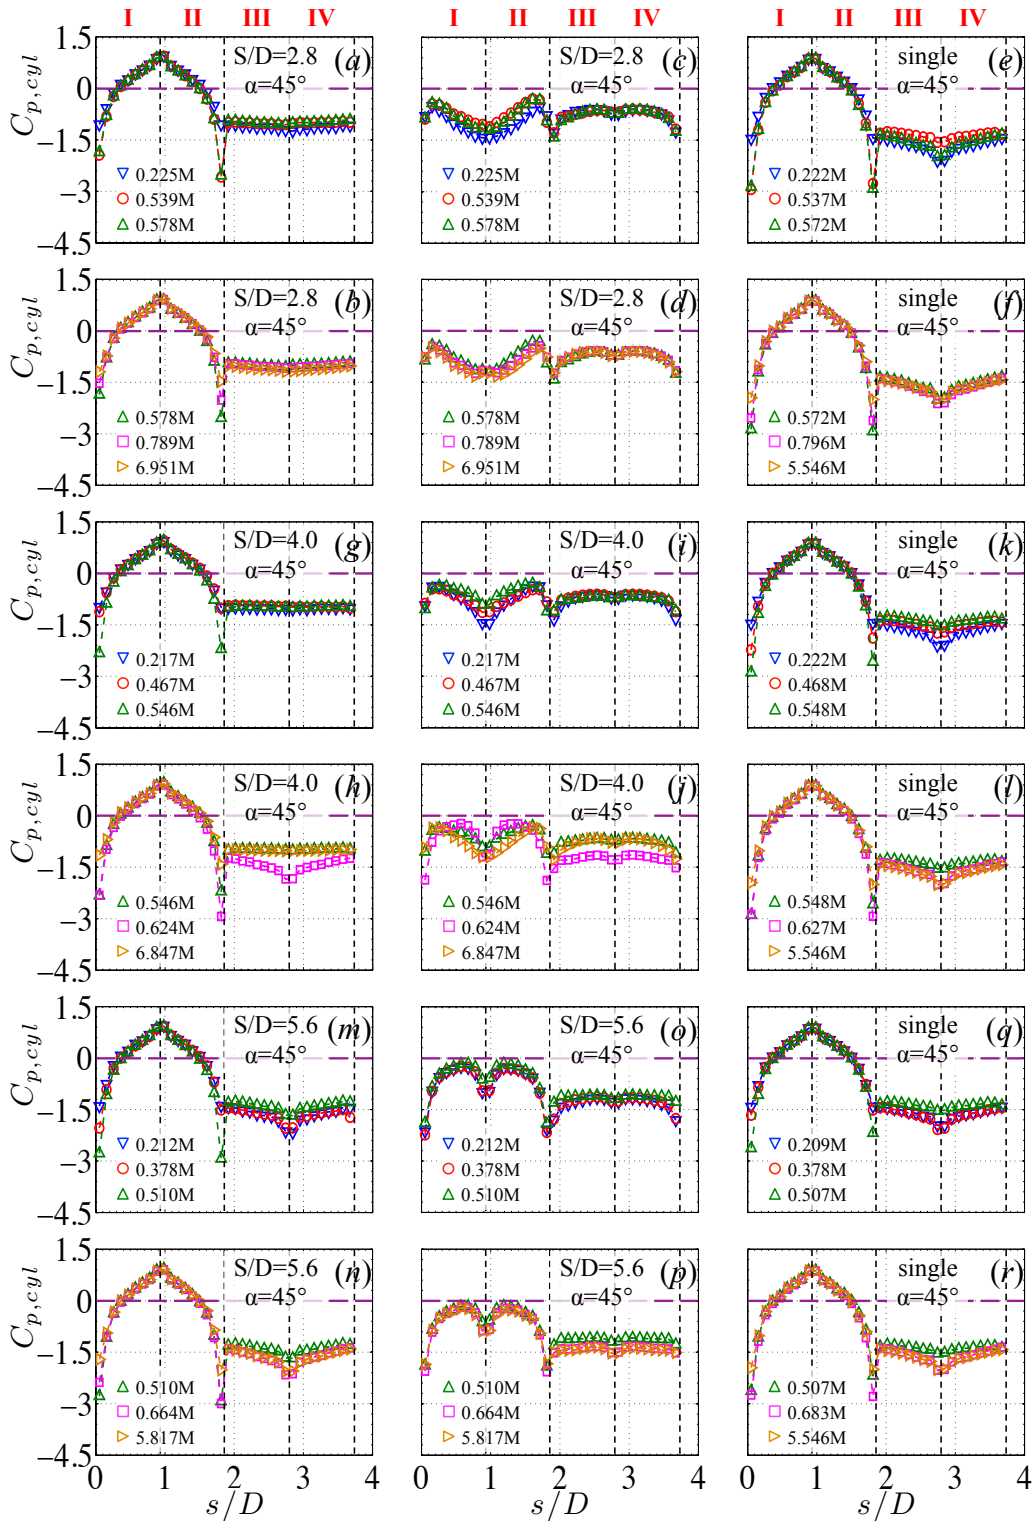 I II III IV I II III IV I II III IV
1.5 S/D=2.8 (a) S/D=2.8 (c) single (e)
0 α=45° α=45° α=45°
−1.5
−3
−4.5
C_{p,cyl}
0.225M 0.225M 0.222M
0.539M 0.539M 0.537M
0.578M 0.578M 0.572M
1.5 S/D=2.8 (b) S/D=2.8 (d) single (f)
0 α=45° α=45° α=45°
−1.5
−3
−4.5
C_{p,cyl}
0.578M 0.578M 0.572M
0.789M 0.789M 0.796M
6.951M 6.951M 5.546M
1.5 S/D=4.0 (g) S/D=4.0 (i) single (k)
0 α=45° α=45° α=45°
−1.5
−3
−4.5
C_{p,cyl}
0.217M 0.217M 0.222M
0.467M 0.467M 0.468M
0.546M 0.546M 0.548M
1.5 S/D=4.0 (h) S/D=4.0 (j) single (l)
0 α=45° α=45° α=45°
−1.5
−3
−4.5
C_{p,cyl}
0.546M 0.546M 0.548M
0.624M 0.624M 0.627M
6.847M 6.847M 5.546M
1.5 S/D=5.6 (m) S/D=5.6 (o) single (q)
0 α=45° α=45° α=45°
−1.5
−3
−4.5
C_{p,cyl}
0.212M 0.212M 0.209M
0.378M 0.378M 0.378M
0.510M 0.510M 0.507M
1.5 S/D=5.6 (n) S/D=5.6 (p) single (r)
0 α=45° α=45° α=45°
−1.5
−3
−4.5
C_{p,cyl}
0.510M 0.510M 0.507M
0.664M 0.664M 0.683M
5.817M 5.817M 5.546M
0 1 2 3 4 0 1 2 3 4 0 1 2 3 4
s/D s/D s/D